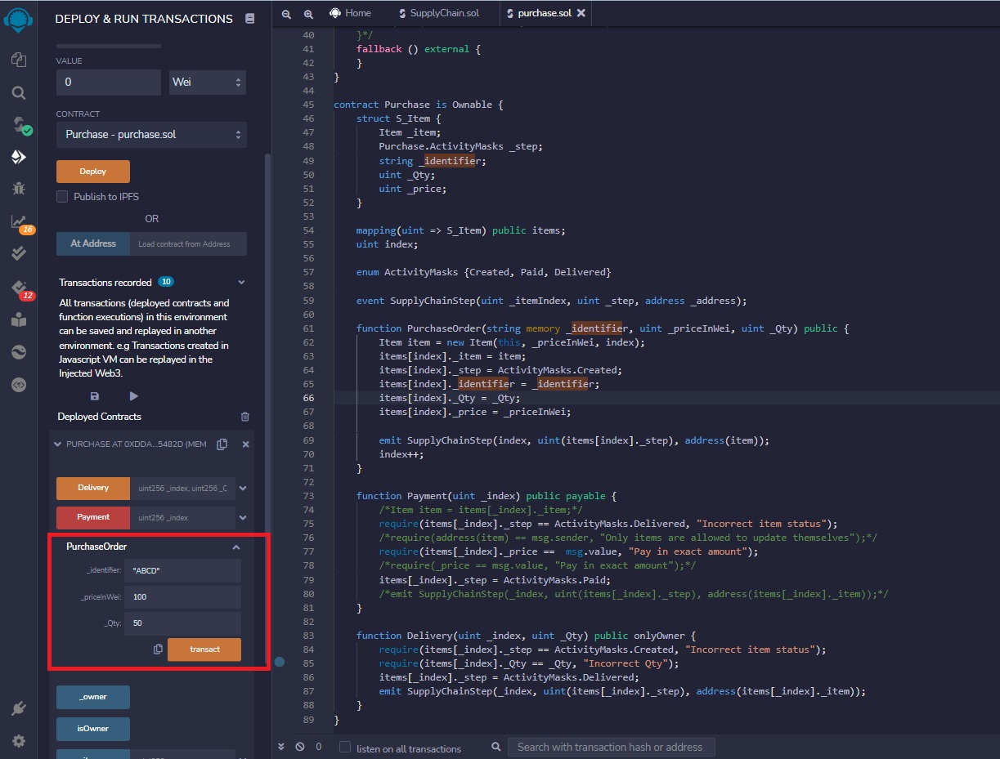 DEPLOY & RUN TRANSACTIONS
VALUE
0
Wei
CONTRACT
Purchase - purchase.sol
Deploy
Publish to IPFS
OR
At Address
Load contract from Address
16
12
Transactions recorded 10
All transactions (deployed contracts and
function executions) in this environment
can be saved and replayed in another
environment. e.g Transactions created in
Javascript VM can be replayed in the
Injected Web3.
Deployed Contracts
PURCHASE AT 0XDDA...5482D (MEM
Delivery
uint256 _index, uint256 _Q
Payment
uint256 _index
PurchaseOrder
_identifier: "ABCD"
_priceInWei: 100
_Qty: 50
transact
_owner
isOwner
Home
SupplyChain.sol
purchase.sol
40 }*/
41 fallback () external {
42 }
43 }
44
45 contract Purchase is Ownable {
46 struct S_Item {
47 Item _item;
48 Purchase.ActivityMasks _step;
49 string _identifier;
50 uint _Qty;
51 uint _price;
52 }
53
54 mapping(uint => S_Item) public items;
55 uint index;
56
57 enum ActivityMasks {Created, Paid, Delivered}
58
59 event SupplyChainStep(uint _itemIndex, uint _step, address _address);
60
61 function PurchaseOrder(string memory _identifier, uint _priceInWei, uint _Qty) public {
62 Item item = new Item(this, _priceInWei, index);
63 items[index]._item = item;
64 items[index]._step = ActivityMasks.Created;
65 items[index]._identifier = _identifier;
66 items[index]._Qty = _Qty;
67 items[index]._price = _priceInWei;
68
69 emit SupplyChainStep(index, uint(items[index]._step), address(item));
70 index++;
71 }
72
73 function Payment(uint _index) public payable {
74 /*Item item = items[_index]._item;*/
75 require(items[_index]._step == ActivityMasks.Delivered, "Incorrect item status");
76 /*require(address(item) == msg.sender, "Only items are allowed to update themselves");*/
77 require(items[_index]._price ==  msg.value, "Pay in exact amount");
78 /*require(_price == msg.value, "Pay in exact amount");*/
79 items[_index]._step = ActivityMasks.Paid;
80 /*emit SupplyChainStep(_index, uint(items[_index]._step), address(items[_index]._item));*/
81 }
82
83 function Delivery(uint _index, uint _Qty) public onlyOwner {
84 require(items[_index]._step == ActivityMasks.Created, "Incorrect item status");
85 require(items[_index]._Qty == _Qty, "Incorrect Qty");
86 items[_index]._step = ActivityMasks.Delivered;
87 emit SupplyChainStep(_index, uint(items[_index]._step), address(items[_index]._item));
88 }
89 }
0
listen on all transactions
Search with transaction hash or address